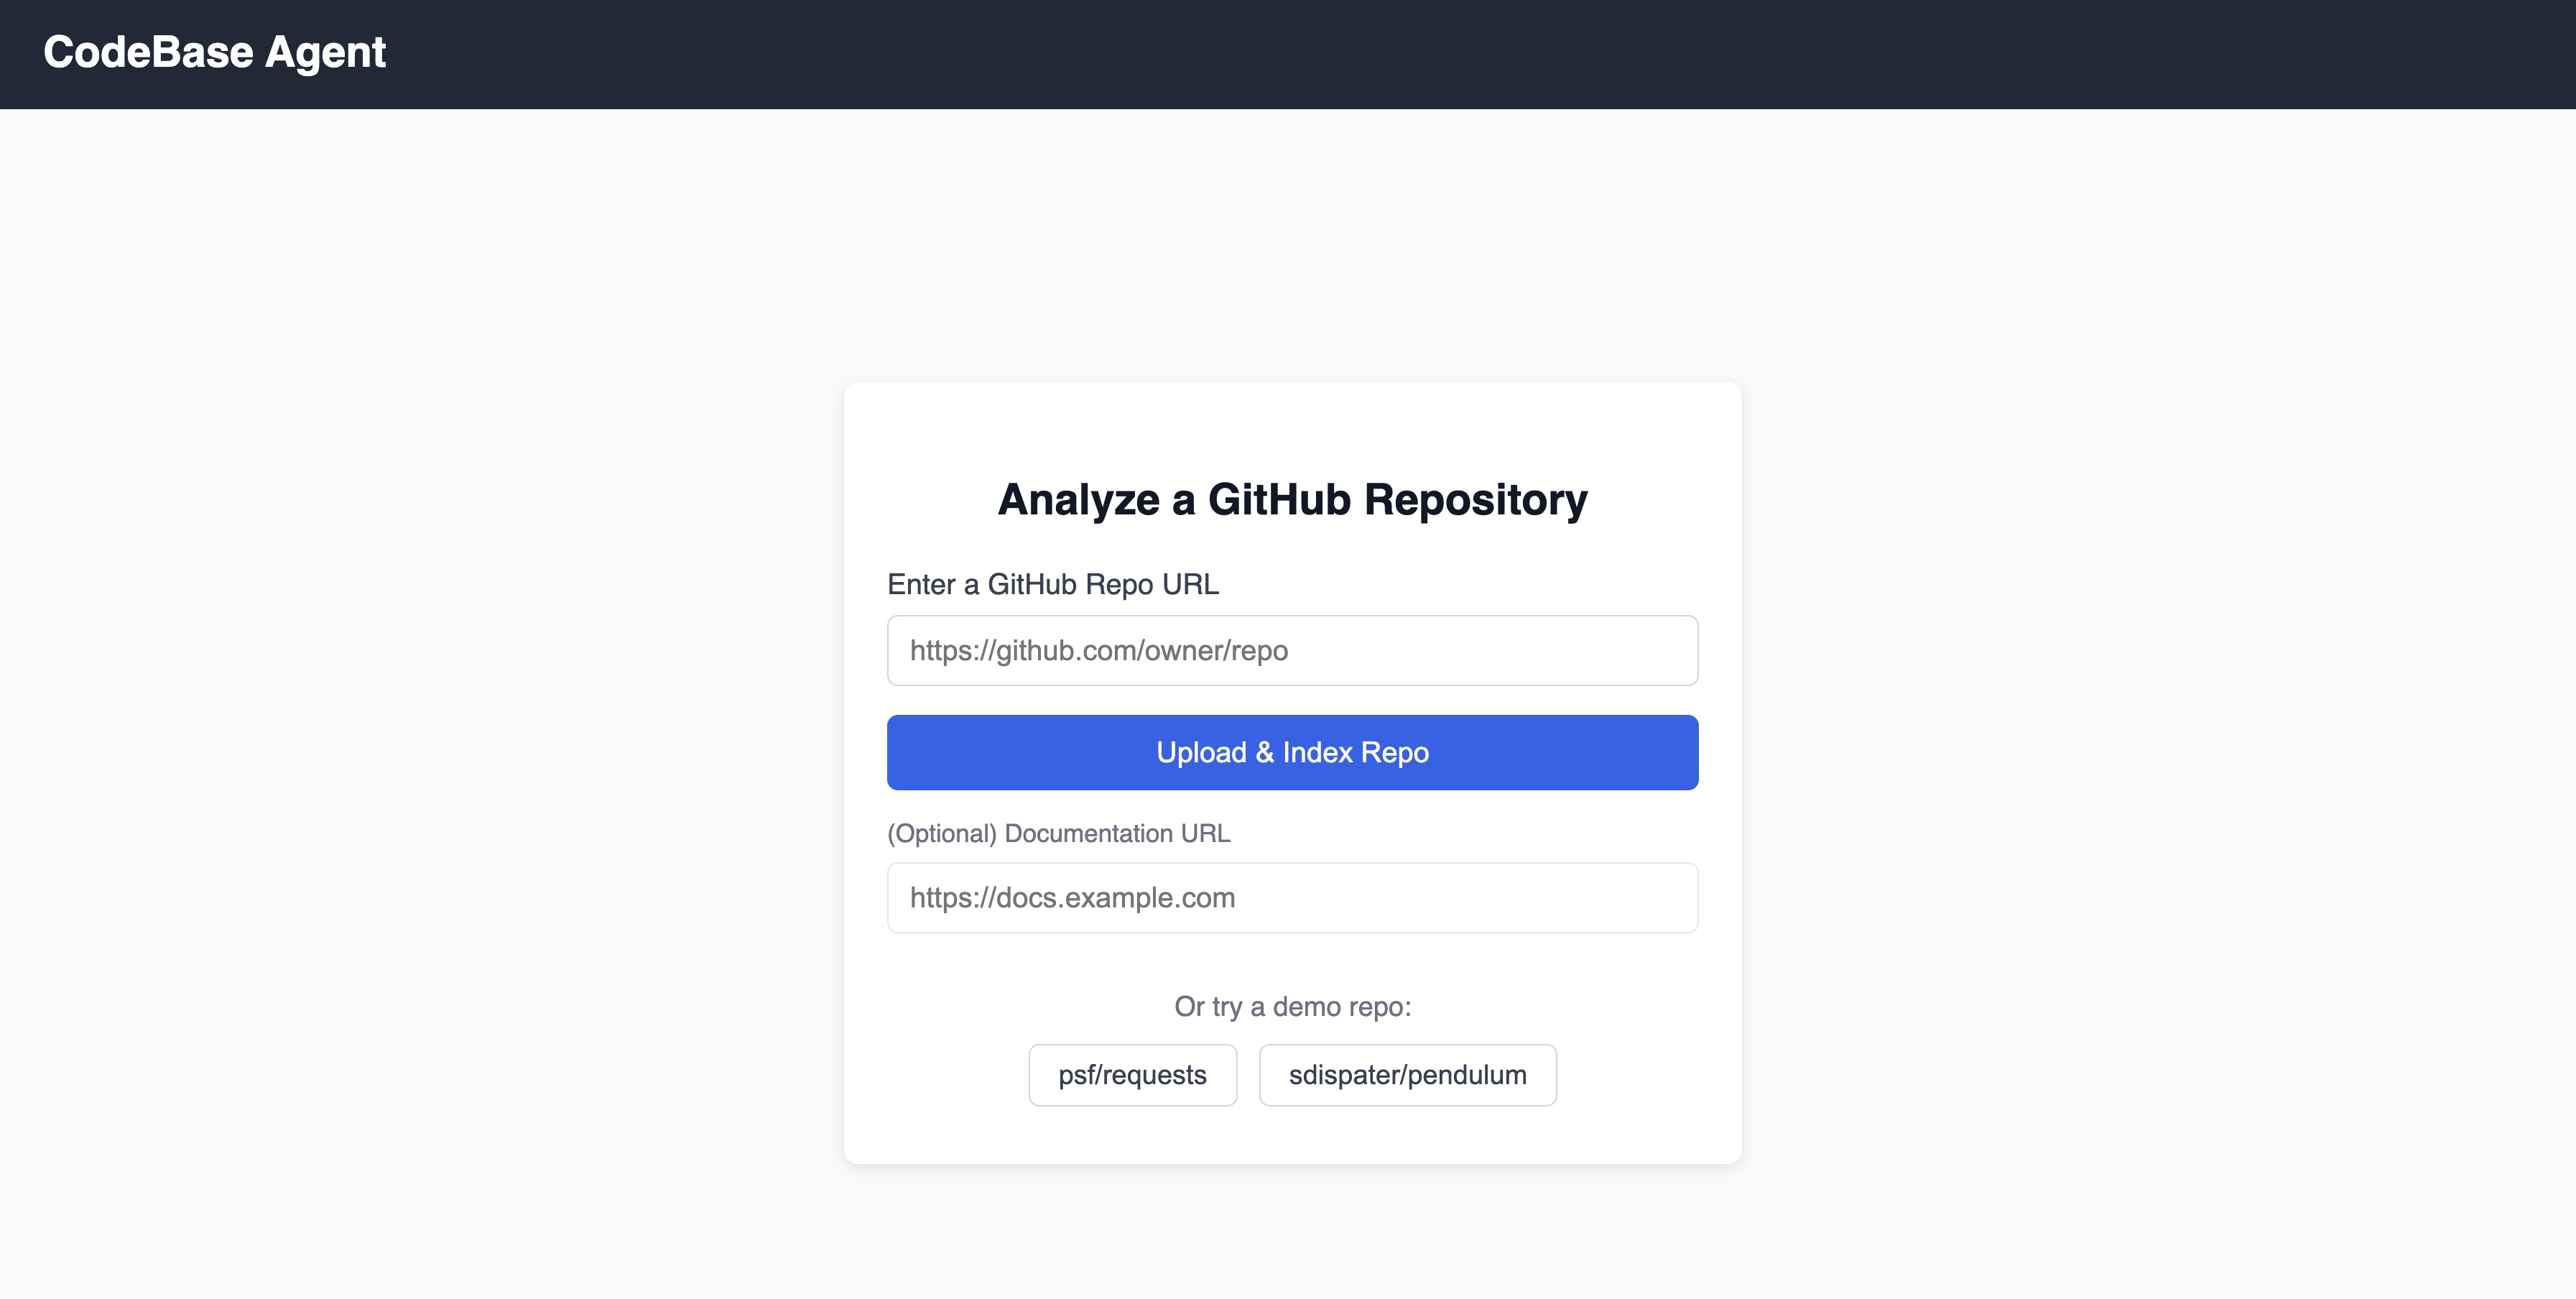 CodeBase Agent
Analyze a GitHub Repository
Enter a GitHub Repo URL
https://github.com/owner/repo
Upload & Index Repo
(Optional) Documentation URL
https://docs.example.com
Or try a demo repo:
psf/requests
sdispater/pendulum